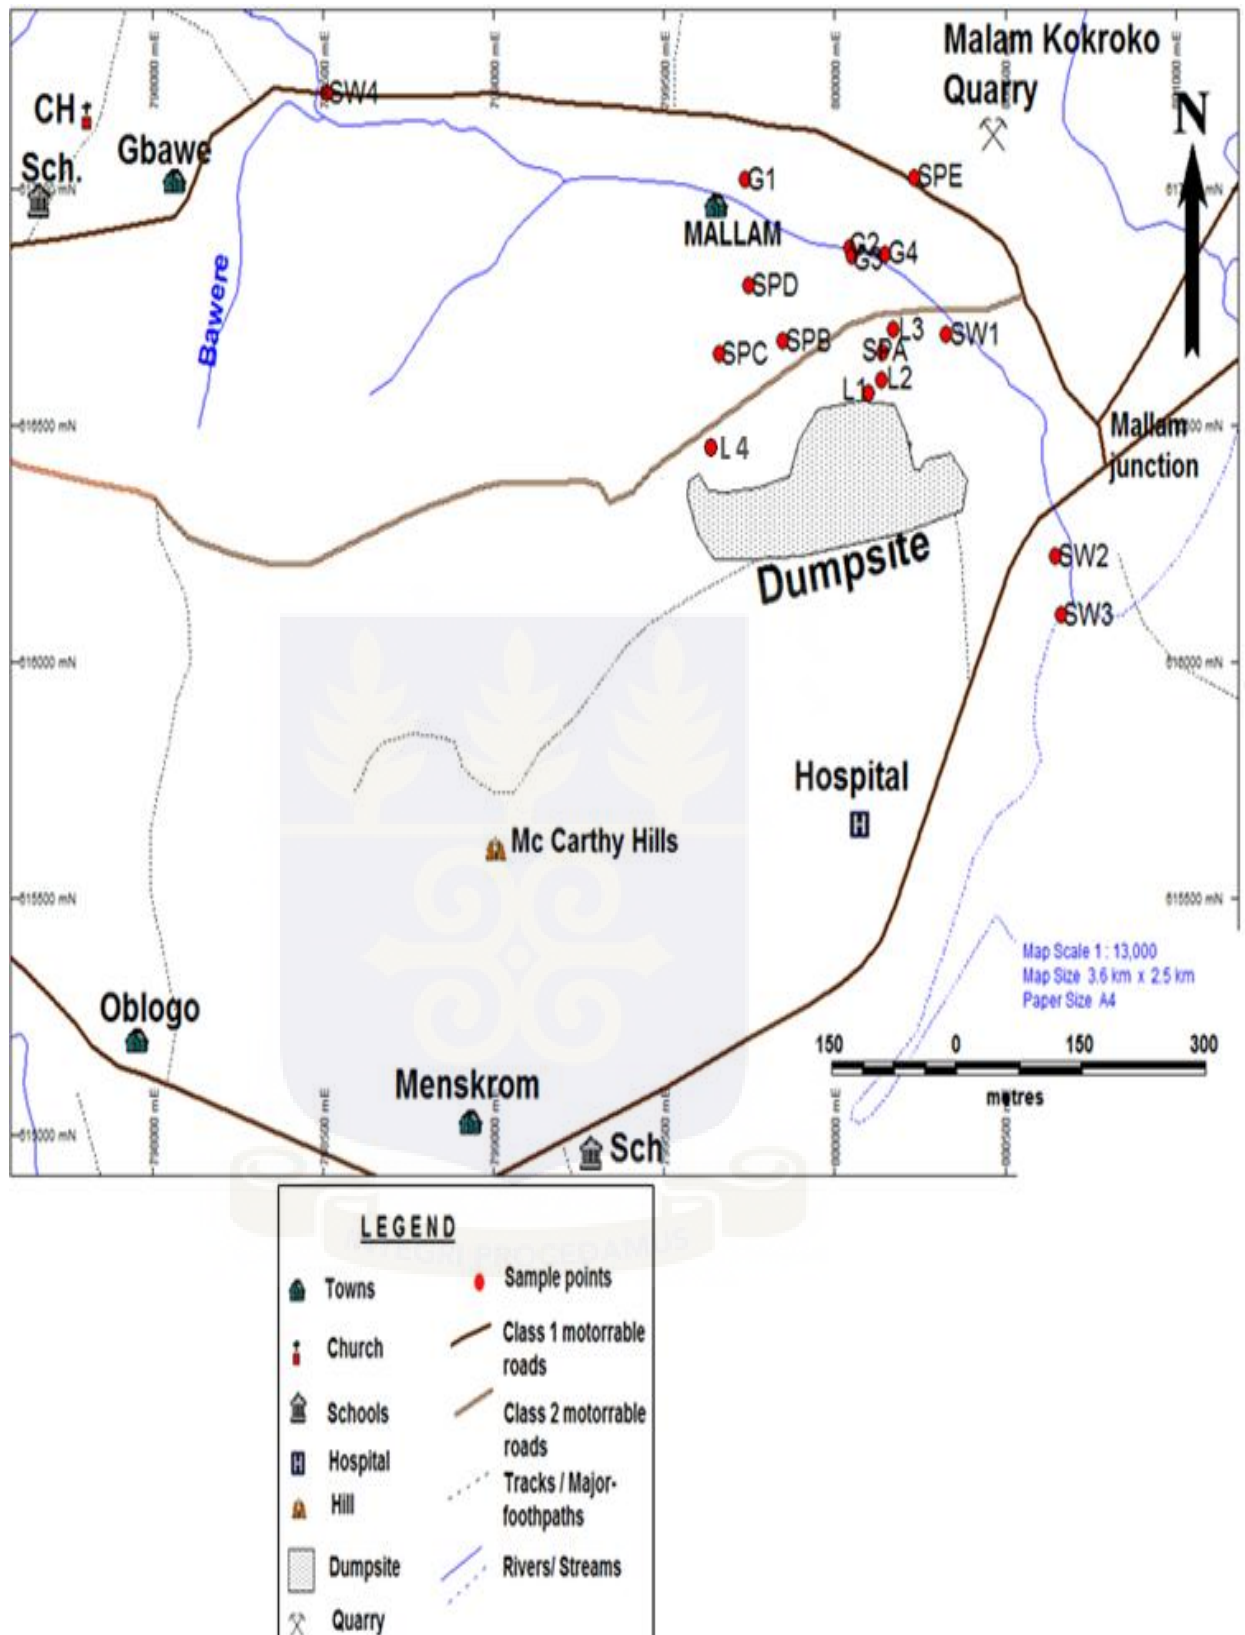 Malam Kokroko
Quarry
N
CH
Sch.
Gbawe
SW4
G1
SPE
MALLAM
G2
G3
G4
SPD
Bawere
SPB
SPC
L3
SPA
SW1
L2
L1
L 4
Mallam
junction
Dumpsite
SW2
SW3
Hospital
H
Mc Carthy Hills
Map Scale 1 : 13,000
Map Size 3.6 km x 2.5 km
Paper Size A4
Oblogo
150 0 150 300
metres
Menskrom
Sch
INTEGRI PROCEDAMUS
LEGEND
Towns
Church
Schools
Hospital
Hill
Dumpsite
Quarry
Sample points
Class 1 motorrable
roads
Class 2 motorrable
roads
Tracks / Major-
footpaths
Rivers/ Streams